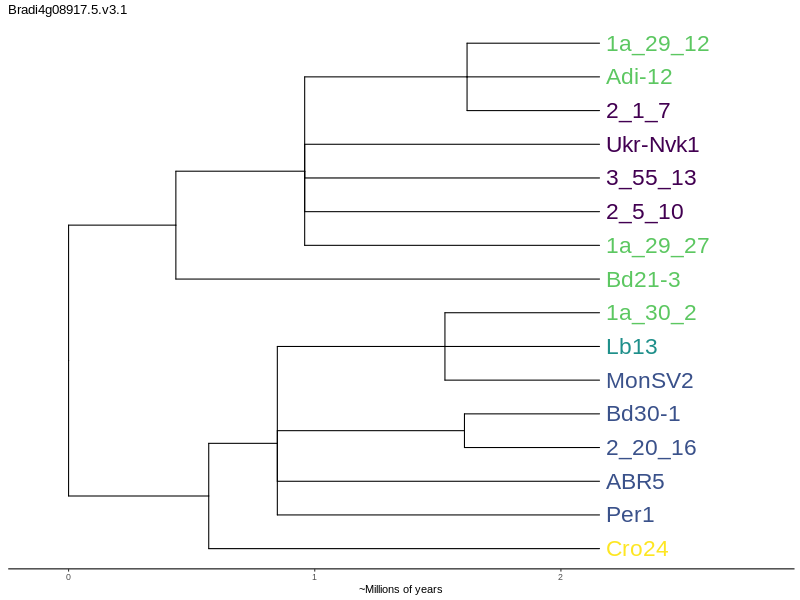 Bradi4g08917.5.v3.1
1a_29_12
Adi-12
2_1_7
Ukr-Nvk1
3_55_13
2_5_10
1a_29_27
Bd21-3
1a_30_2
Lb13
MonSV2
Bd30-1
2_20_16
ABR5
Per1
Cro24
0 1 2
~Millions of years